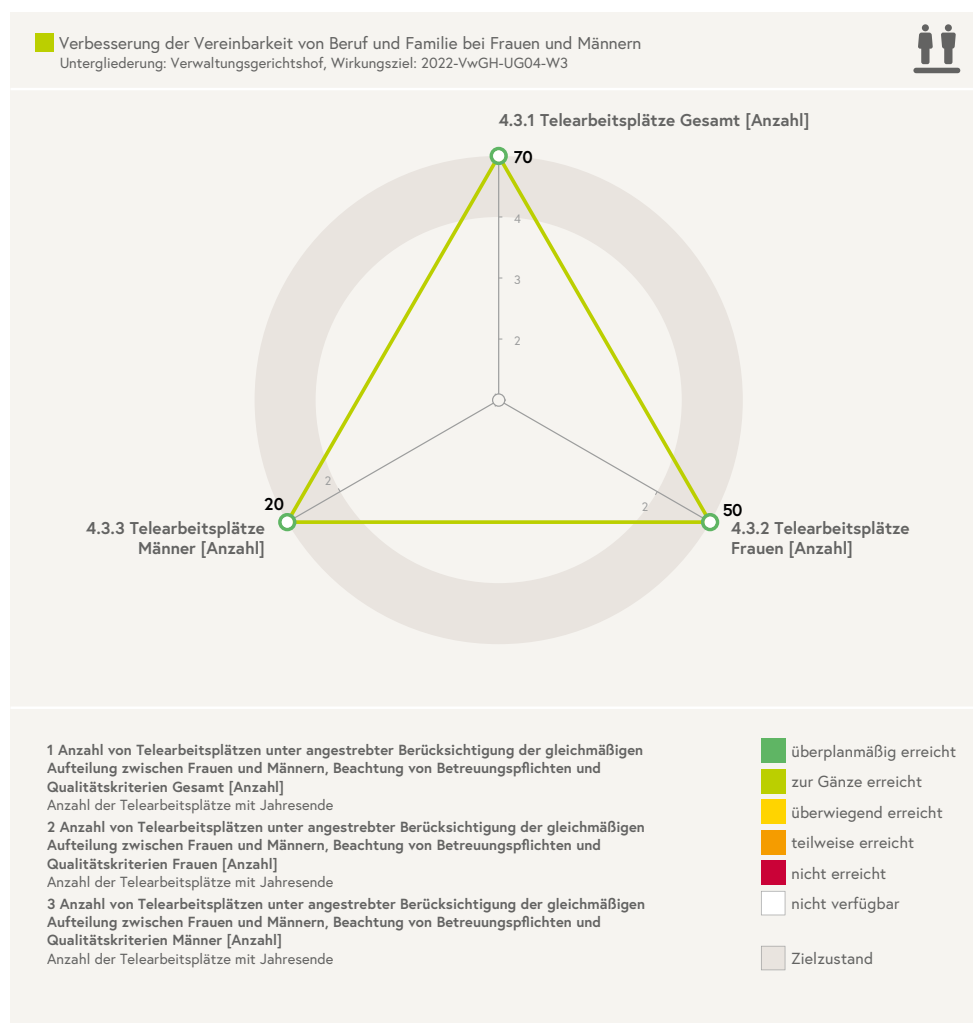 Verbesserung der Vereinbarkeit von Beruf und Familie bei Frauen und Männern
Untergliederung: Verwaltungsgerichtshof, Wirkungsziel: 2022-VwGH-UG04-W3
4.3.1 Telearbeitsplätze Gesamt [Anzahl]
70
4
3
2
2
2
20
50
4.3.3 Telearbeitsplätze
Männer [Anzahl]
4.3.2 Telearbeitsplätze
Frauen [Anzahl]
1 Anzahl von Telearbeitsplätzen unter angestrebter Berücksichtigung der gleichmäßigen
Aufteilung zwischen Frauen und Männern, Beachtung von Betreuungspflichten und
Qualitätskriterien Gesamt [Anzahl]
Anzahl der Telearbeitsplätze mit Jahresende
2 Anzahl von Telearbeitsplätzen unter angestrebter Berücksichtigung der gleichmäßigen
Aufteilung zwischen Frauen und Männern, Beachtung von Betreuungspflichten und
Qualitätskriterien Frauen [Anzahl]
Anzahl der Telearbeitsplätze mit Jahresende
3 Anzahl von Telearbeitsplätzen unter angestrebter Berücksichtigung der gleichmäßigen
Aufteilung zwischen Frauen und Männern, Beachtung von Betreuungspflichten und
Qualitätskriterien Männer [Anzahl]
Anzahl der Telearbeitsplätze mit Jahresende
überplanmäßig erreicht
zur Gänze erreicht
überwiegend erreicht
teilweise erreicht
nicht erreicht
nicht verfügbar
Zielzustand